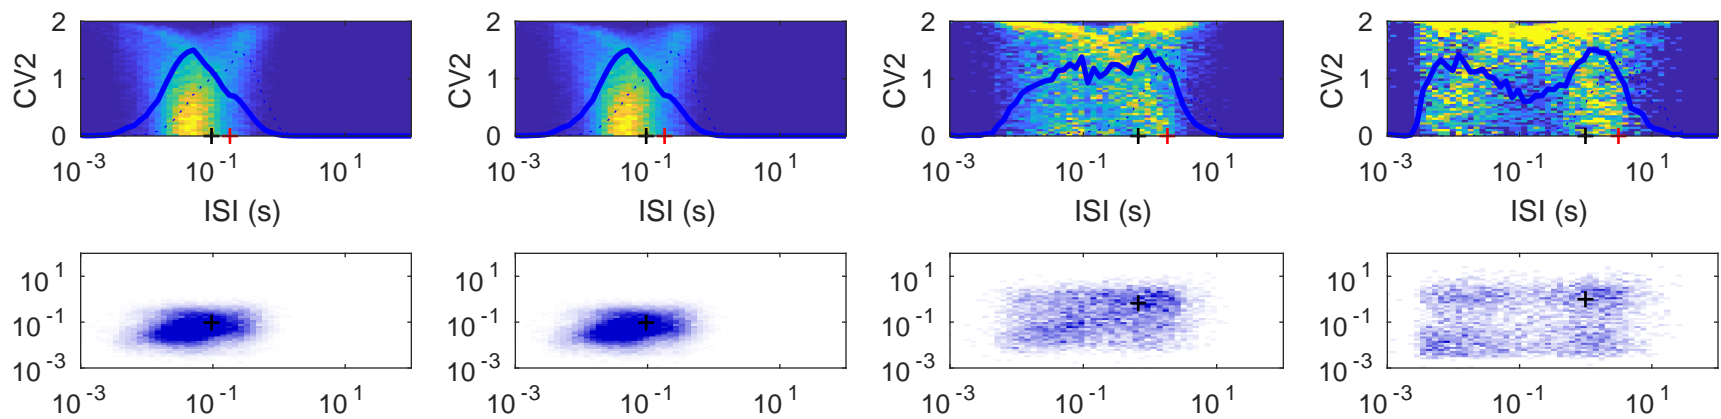 2 2 2 2
CV2 CV2 CV2 CV2
1 1 1 1
0 0 0 0
10^-3 10^-1 10^1 10^-3 10^-1 10^1 10^-3 10^-1 10^1 10^-3 10^-1 10^1
ISI (s) ISI (s) ISI (s) ISI (s)
10^1 10^1 10^1 10^1
10^-1 10^-1 10^-1 10^-1
10^-3 10^-3 10^-3 10^-3
10^-3 10^-1 10^1 10^-3 10^-1 10^1 10^-3 10^-1 10^1 10^-3 10^-1 10^1